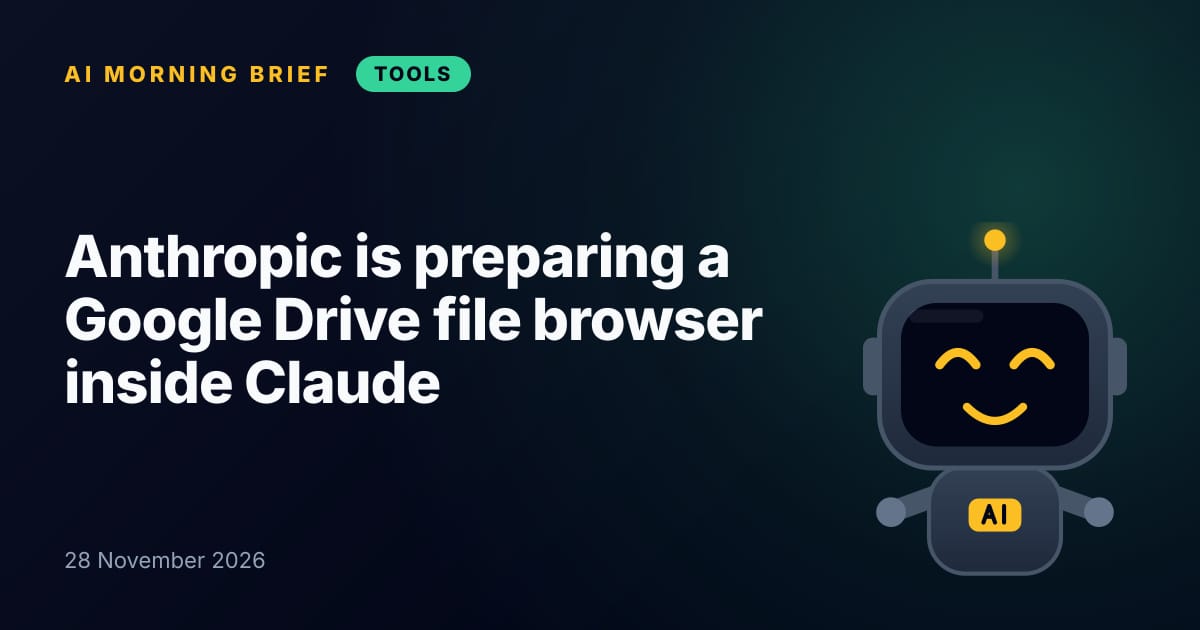 AI MORNING BRIEF TOOLS
Anthropic is preparing a
Google Drive file browser
inside Claude
AI
28 November 2026